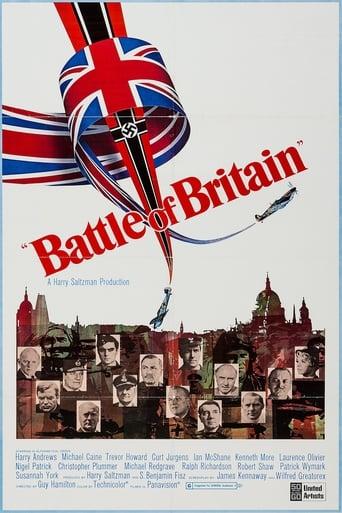 "Battle of Britain"
A Harry Saltzman Production
Harry Andrews Michael Caine Trevor Howard Curt Jurgens Ian McShane Kenneth More Laurence Olivier
Nigel Patrick Christopher Plummer Michael Redgrave Ralph Richardson Robert Shaw Patrick Wymark
Susannah York PRODUCED BY Harry Saltzman AND S. Benjamin Fisz SCREENPLAY BY James Kennaway AND Wilfred Greatorex
DIRECTED BY Guy Hamilton COLOR BY Technicolor® FILMED IN Panavision®
United
Artists